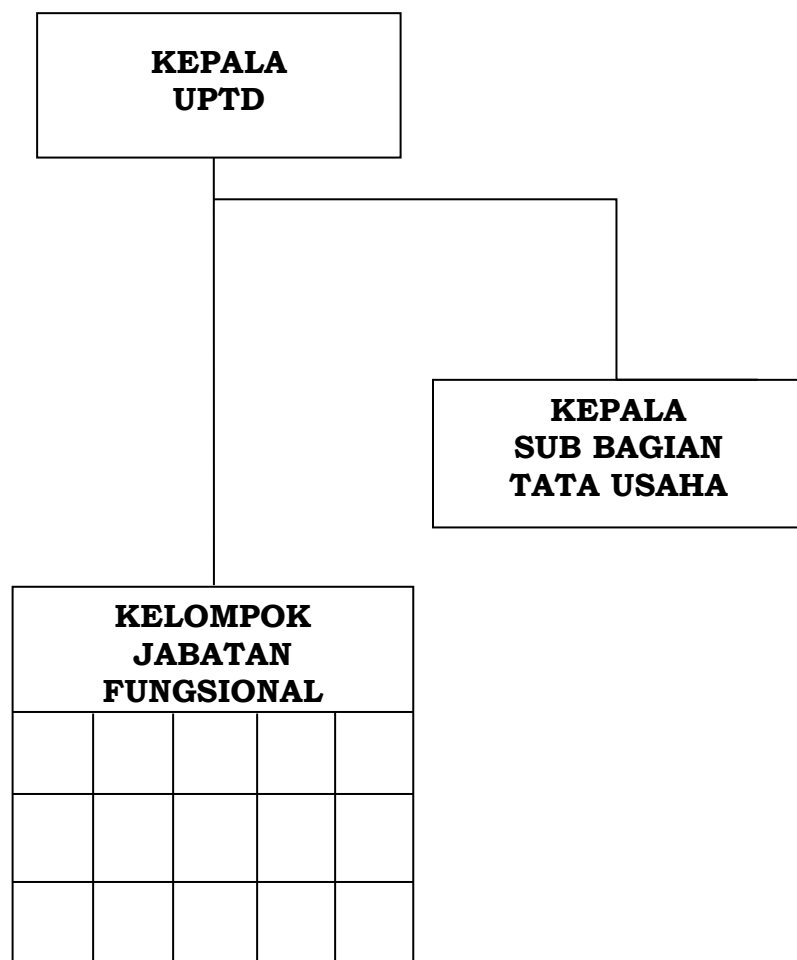 KEPALA
UPTD
KEPALA
SUB BAGIAN
TATA USAHA
KELOMPOK
JABATAN
FUNGSIONAL